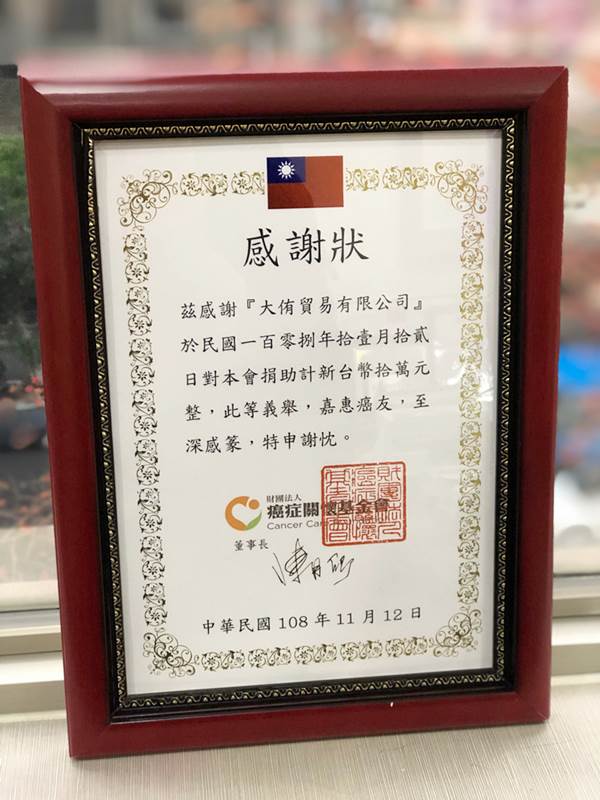 感謝狀
茲感謝『大侑貿易有限公司』
於民國一百零捌年拾壹月拾貳
日對本會捐助計新台幣拾萬元
整，此等義舉，嘉惠癌友，至
深感篆，特申謝忱。
財團法人
癌症關懷基金會
Cancer Car
董事長
中華民國 108 年 11 月 12 日